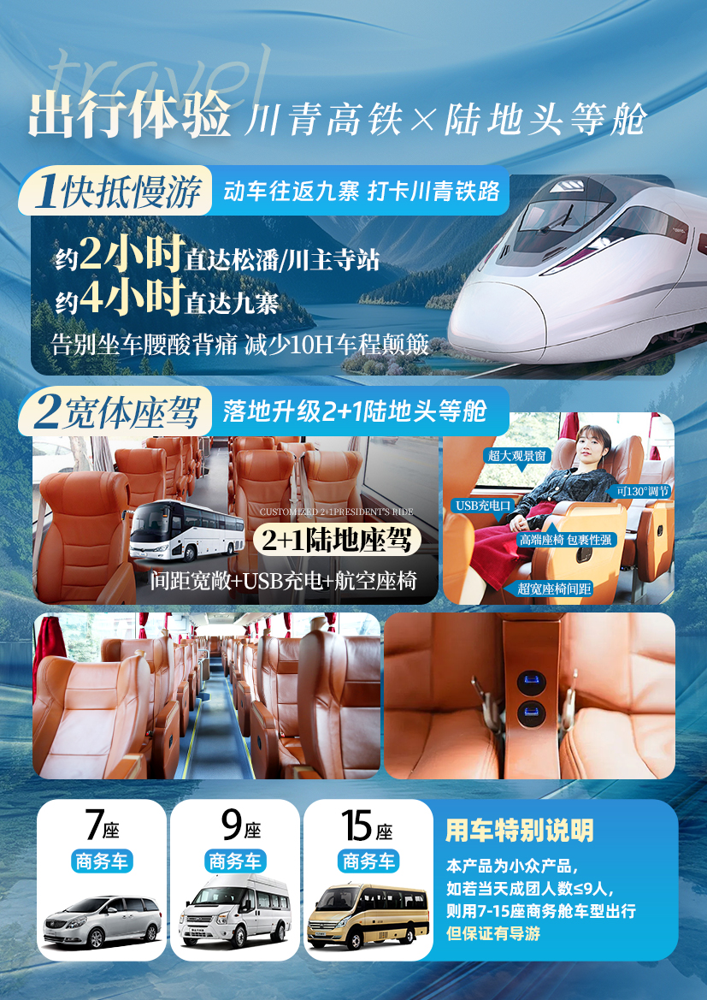 travel
出行体验 川青高铁×陆地头等舱
1快抵慢游 动车往返九寨 打卡川青铁路
约2小时直达松潘/川主寺站
约4小时直达九寨
告别坐车腰酸背痛 减少10H车程颠簸
2宽体座驾 落地升级2+1陆地头等舱
CUSTOMIZED 2+1PRESIDENT'S RIDE
2+1陆地座驾
间距宽敞+USB充电+航空座椅
超大观景窗
可130°调节
USB充电口
高端座椅 包裹性强
超宽座椅间距
7座
商务车
9座
商务车
15座
商务车
用车特别说明
本产品为小众产品，
如若当天成团人数≤9人，
则用7-15座商务舱车型出行
但保证有导游